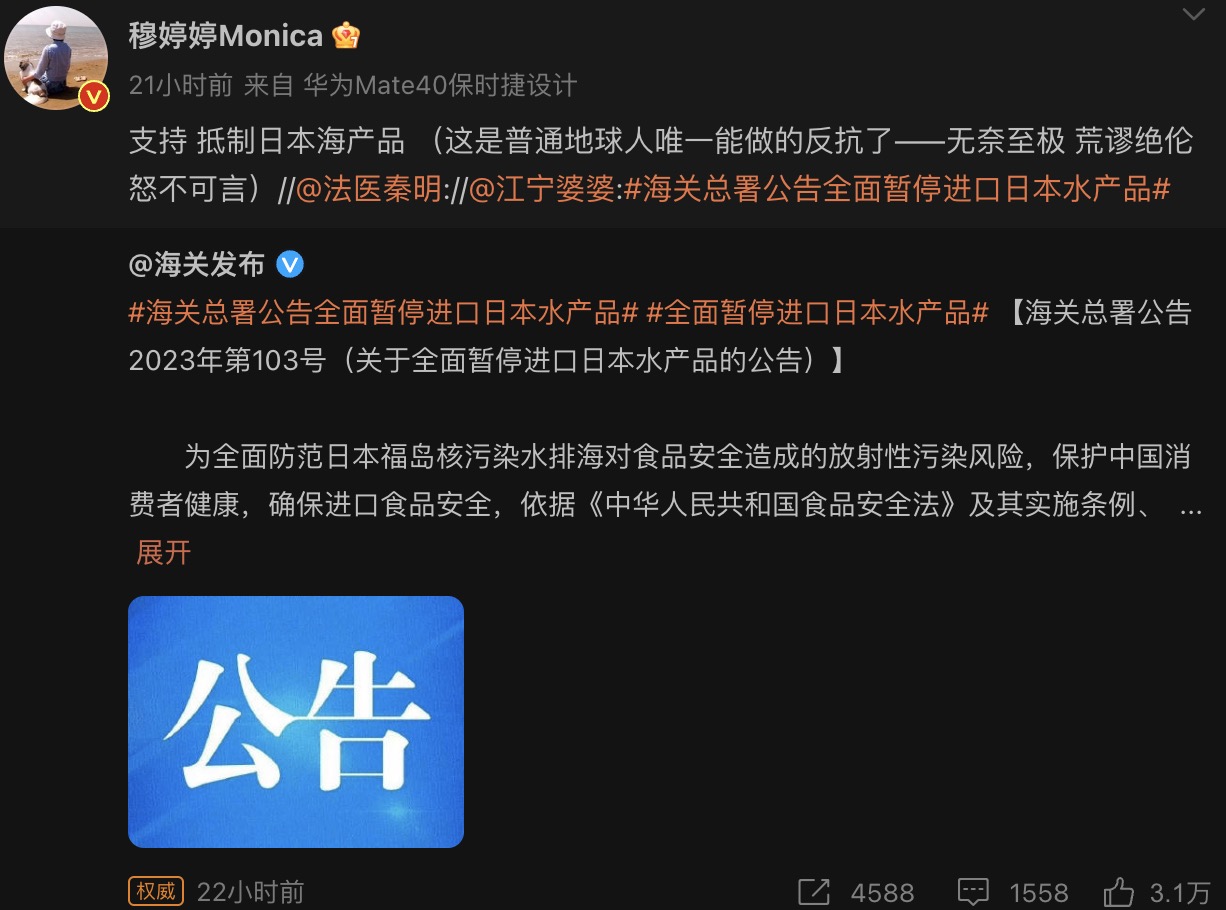 穆婷婷Monica
21小时前 来自 华为Mate40保时捷设计
支持 抵制日本海产品 （这是普通地球人唯一能做的反抗了——无奈至极 荒谬绝伦
怒不可言）//@法医秦明://@江宁婆婆:#海关总署公告全面暂停进口日本水产品#
@海关发布
#海关总署公告全面暂停进口日本水产品# #全面暂停进口日本水产品# 【海关总署公告
2023年第103号（关于全面暂停进口日本水产品的公告）】
为全面防范日本福岛核污染水排海对食品安全造成的放射性污染风险，保护中国消
费者健康，确保进口食品安全，依据《中华人民共和国食品安全法》及其实施条例、 ...
展开
公告
权威 22小时前 4588 1558 3.1万